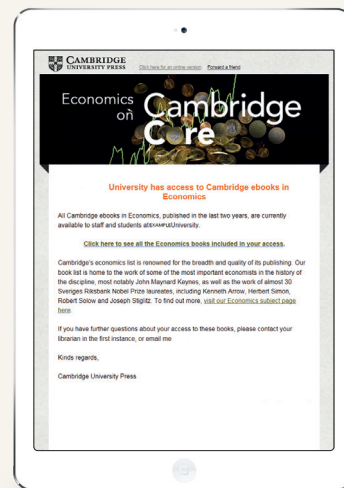 CAMBRIDGE
UNIVERSITY PRESS
Click here for an online version Forward a friend
Economics
on Cambridge
Core
University has access to Cambridge ebooks in
Economics
All Cambridge ebooks in Economics, published in the last two years, are currently
available to staff and students at EXAMPLE University.
Click here to see all the Economics books included in your access.
Cambridge's economics list is renowned for the breadth and quality of its publishing. Our
book list is home to the work of some of the most important economists in the history of
the discipline, most notably John Maynard Keynes, as well as the work of almost 30
Sveriges Riksbank Nobel Prize laureates, including Kenneth Arrow, Herbert Simon,
Robert Solow and Joseph Stiglitz. To find out more, visit our Economics subject page
here.
If you have further questions about your access to these books, please contact your
librarian in the first instance, or email me
Kinds regards,
Cambridge University Press